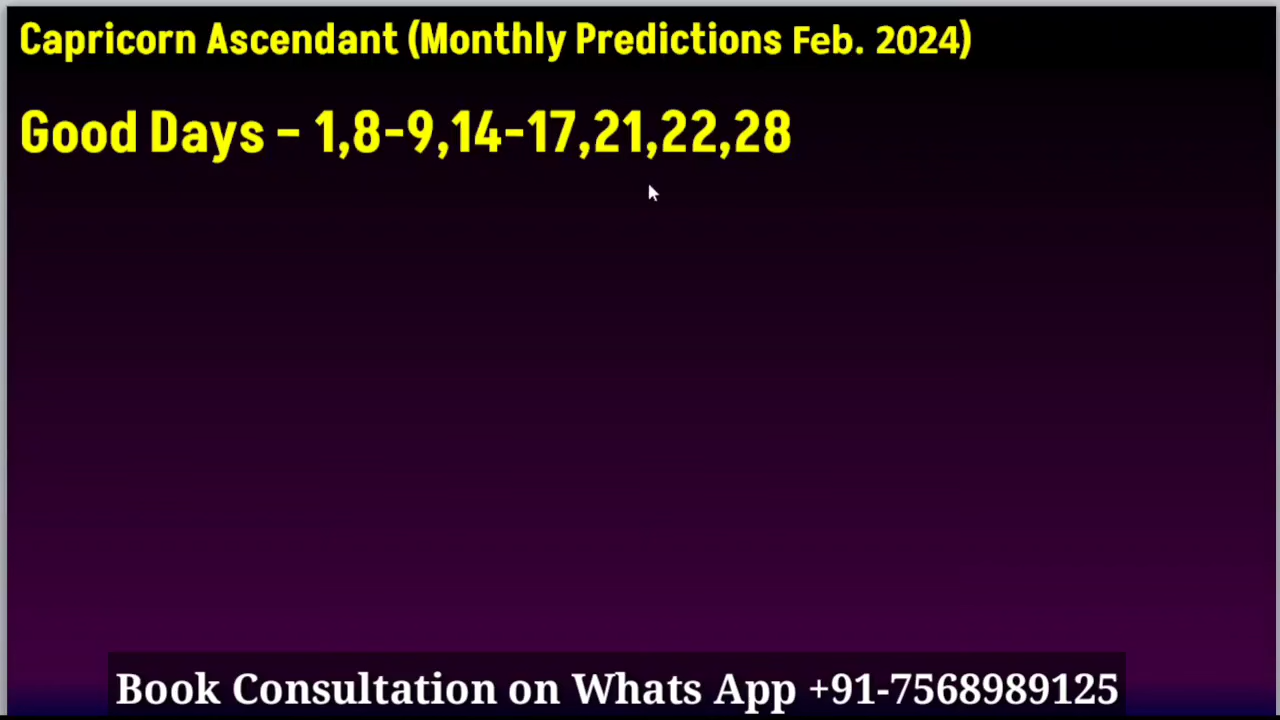 Capricorn Ascendant (Monthly Predictions Feb. 2024)
Good Days – 1,8-9,14-17,21,22,28
Book Consultation on Whats App +91-7568989125